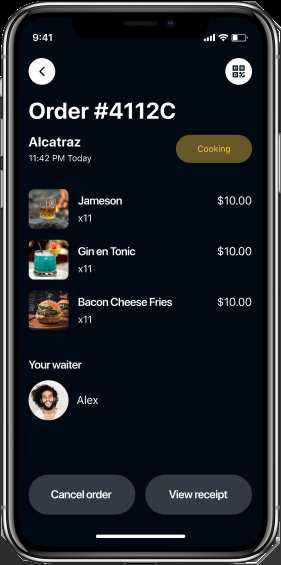 9:41
Order #4112C
Alcatraz
11:42 PM Today
Cooking
Jameson
$10.00
x11
Gin en Tonic
$10.00
x11
Bacon Cheese Fries
$10.00
x11
Your waiter
Alex
Cancel order
View receipt